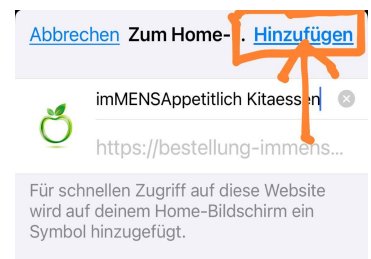 Abbrechen Zum Home-. Hinzufügen
imMENSAppetitlich Kitaessen
https://bestellung-immens...
Für schnellen Zugriff auf diese Website
wird auf deinem Home-Bildschirm ein
Symbol hinzugefügt.